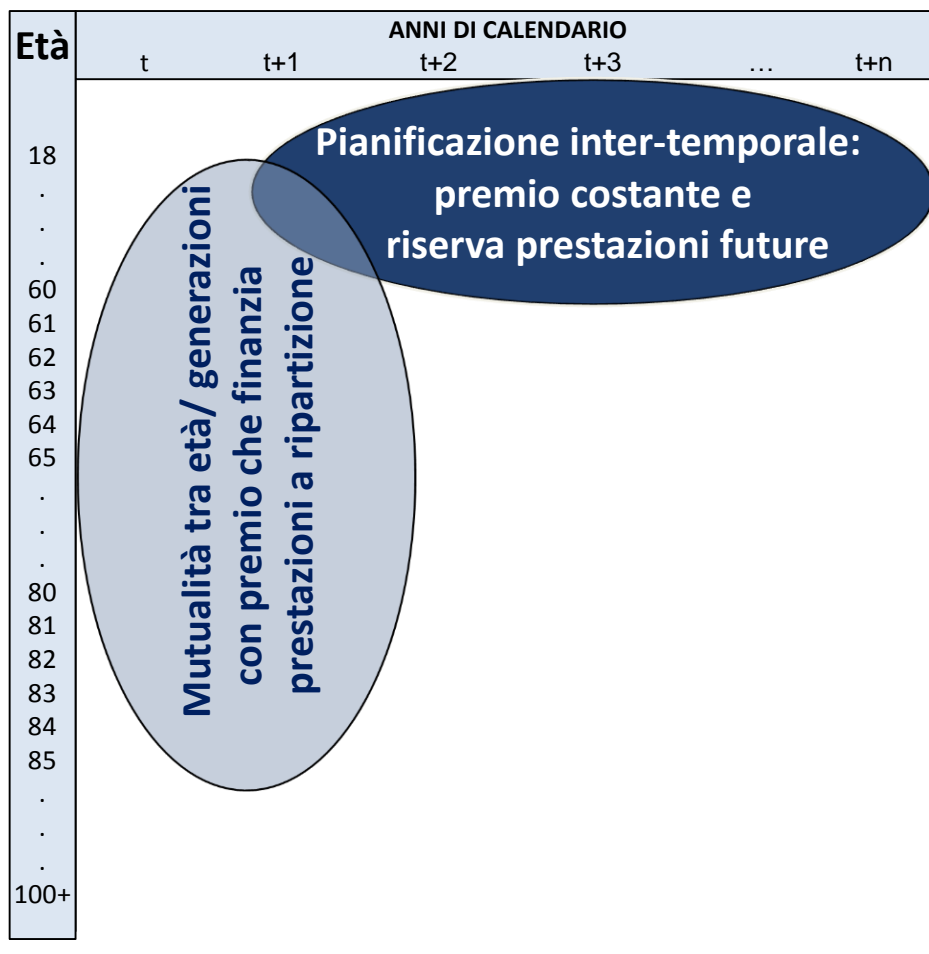 Età
ANNI DI CALENDARIO
t t+1 t+2 t+3 ... t+n
18
.
.
.
60
61
62
63
64
65
.
.
.
80
81
82
83
84
85
.
.
.
100+
Pianificazione inter-temporale:
premio costante e
riserva prestazioni future
Mutualità tra età/ generazioni
con premio che finanzia
prestazioni a ripartizione